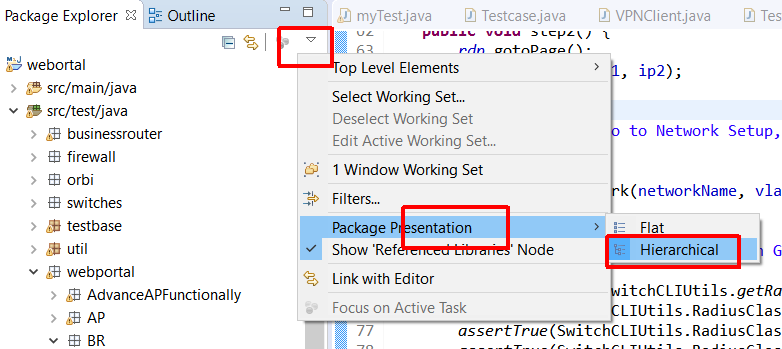 Package Explorer
Outline
myTest.java
Testcase.java
VPNClient.java
Tes
62 public void step2() {
63 rdp.gotoPage();
1, ip2);
webortal
src/main/java
src/test/java
businessrouter
firewall
orbi
switches
testbase
util
webportal
AdvanceAPFunctionally
AP
BR
Top Level Elements
Select Working Set...
Deselect Working Set
Edit Active Working Set...
1 Window Working Set
Filters...
Package Presentation
Show 'Referenced Libraries' Node
Link with Editor
Focus on Active Task
Flat
Hierarchical
o to Network Setup,
rk(networkName, vla
n G
witchCLIUtils.getRa
assertTrue(SwitchCLIUtils.RadiusClas
77 assertTrue(SwitchCLIUtils.RadiusClas
78